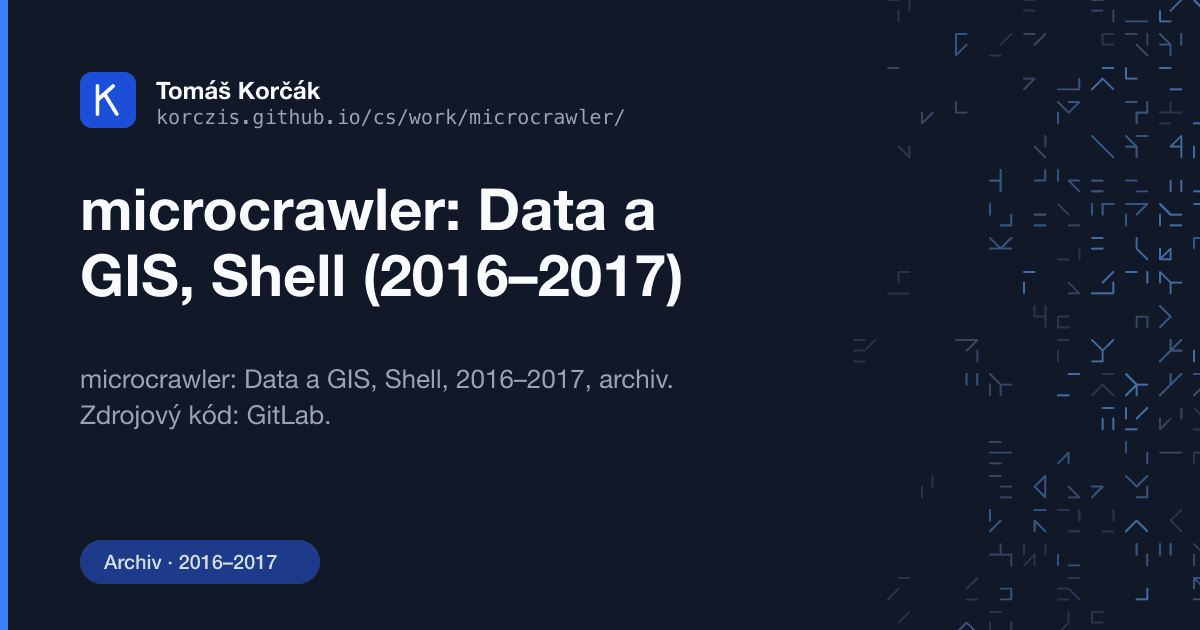 K
Tomáš Korčák
korczis.github.io/cs/work/microcrawler/
microcrawler: Data a
GIS, Shell (2016–2017)
microcrawler: Data a GIS, Shell, 2016–2017, archiv.
Zdrojový kód: GitLab.
Archiv · 2016–2017